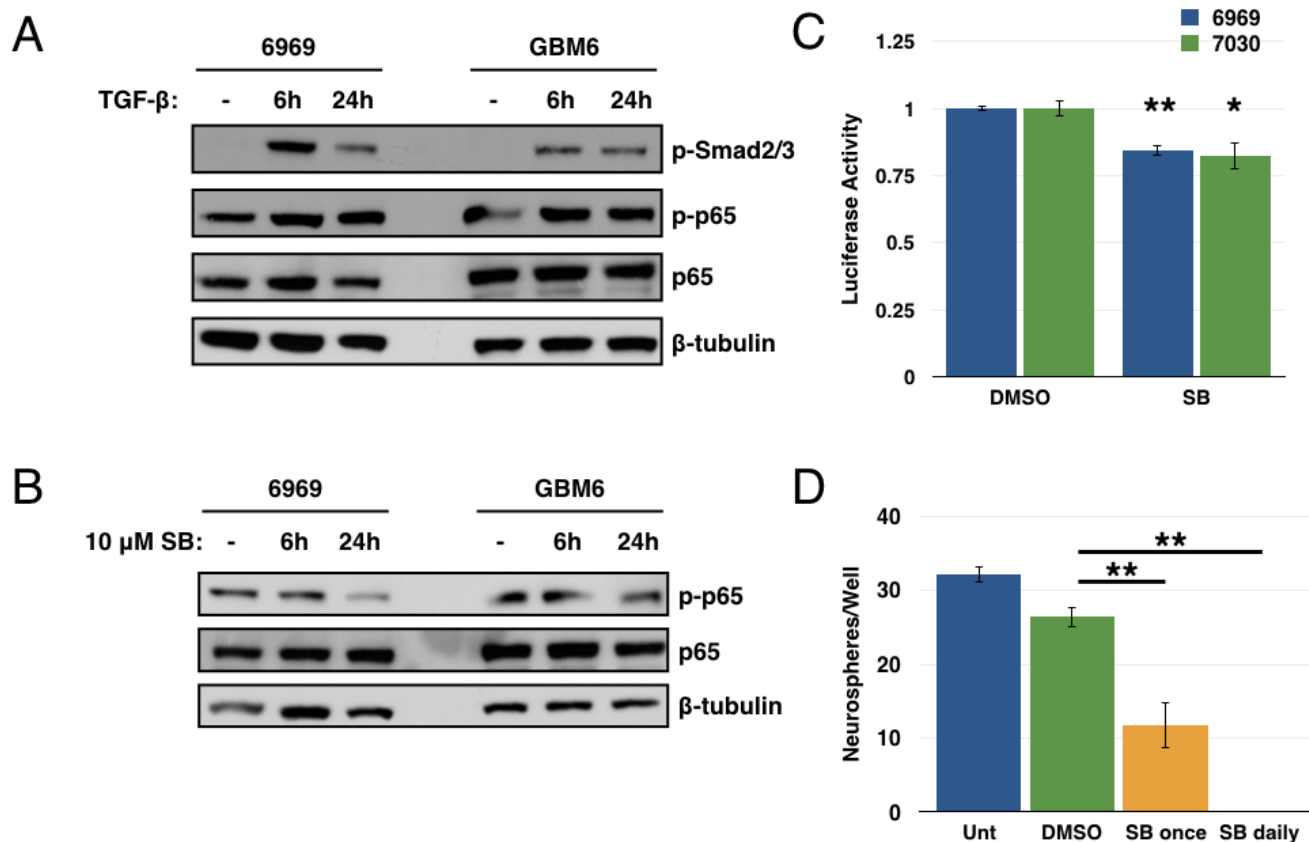 A
6969 GBM6
TGF-β: - 6h 24h - 6h 24h
p-Smad2/3
p-p65
p65
β-tubulin
B
6969 GBM6
10 µM SB: - 6h 24h - 6h 24h
p-p65
p65
β-tubulin
C
6969
7030
Luciferase Activity
1.25
1
0.75
0.5
0.25
0
** *
DMSO SB
D
Neurospheres/Well
40
30
20
10
0
**
**
Unt DMSO SB once SB daily